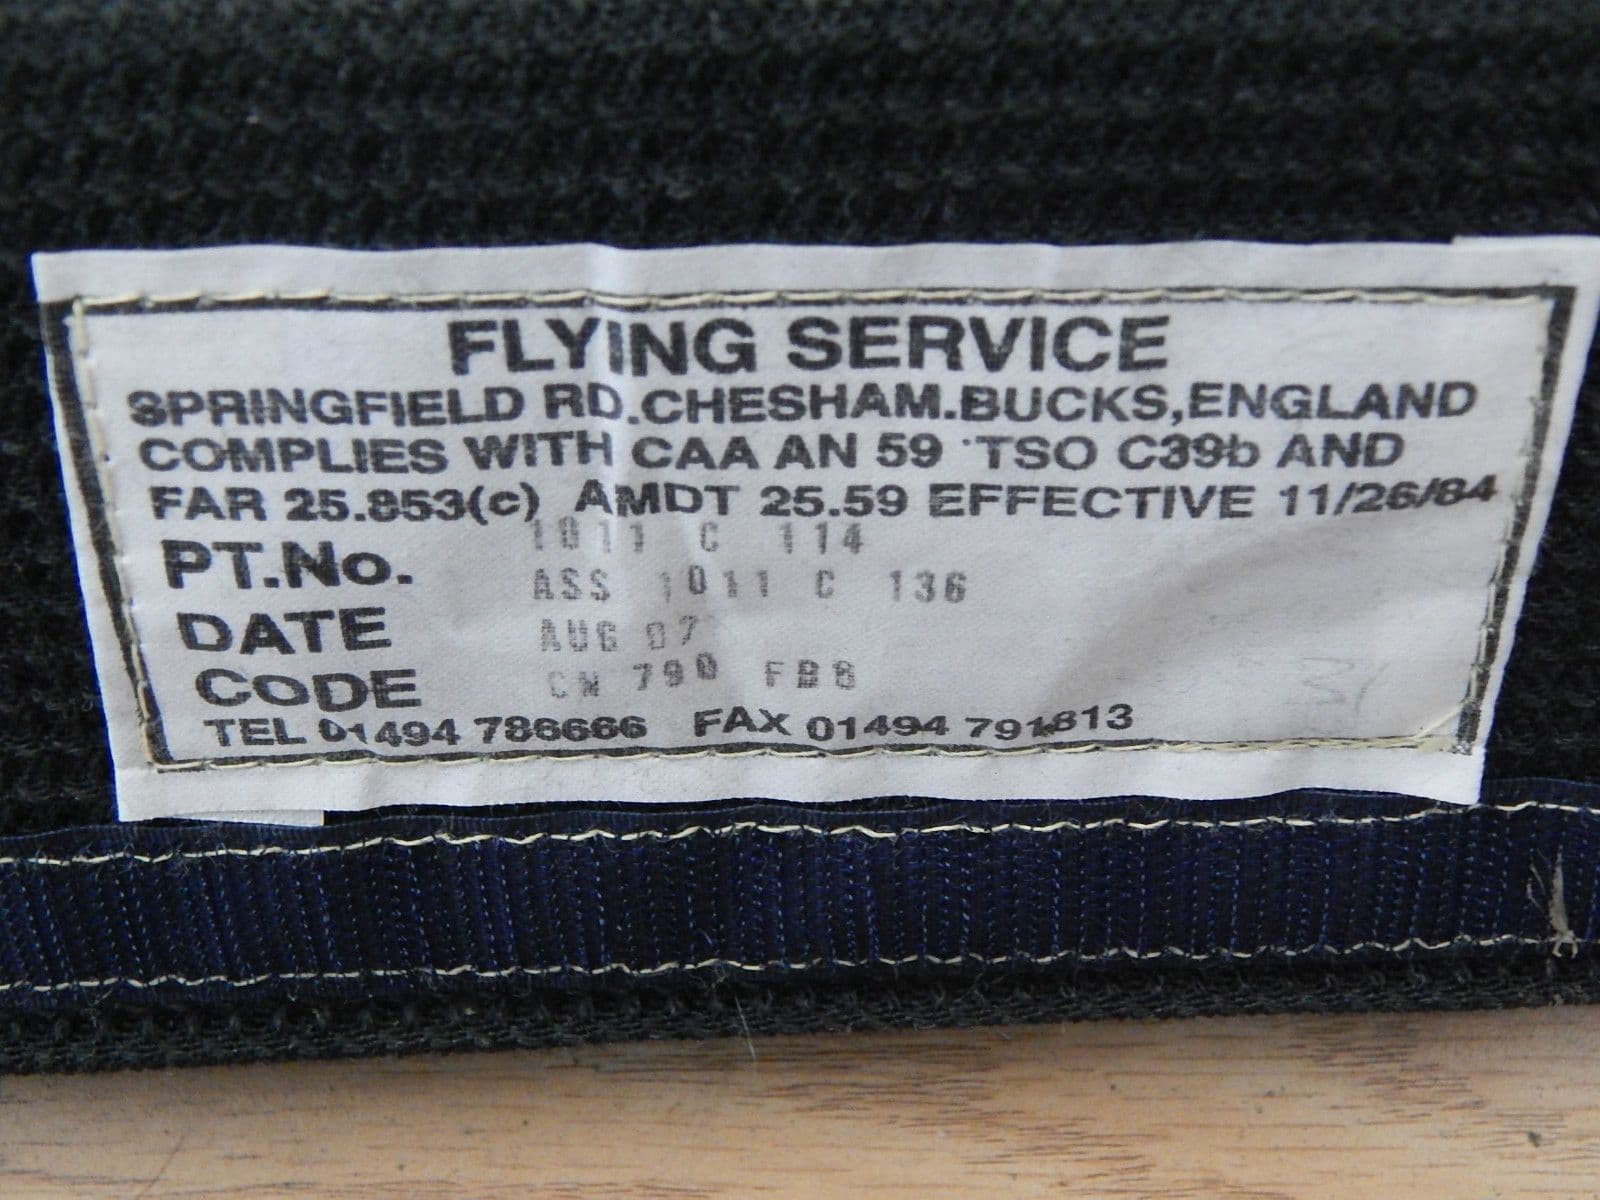 FLYING SERVICE
SPRINGFIELD RD.CHESHAM.BUCKS,ENGLAND
COMPLIES WITH CAA AN 59 TSO C39b AND
FAR 25.853(c) AMDT 25.59 EFFECTIVE 11/26/84
1011 C 114
PT.No.
ASS 1011 C 136
DATE AUG 07
CODE CN 790 FBB
TEL 01494 786666 FAX 01494 791813